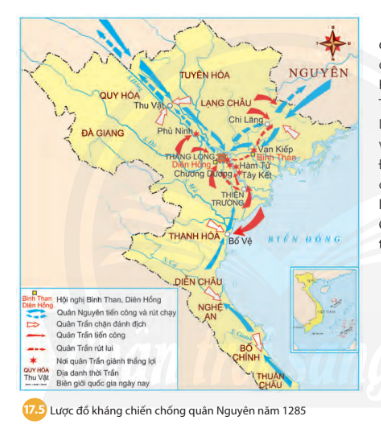 TUYÊN HÓA
NGUYÊN
QUY HÓA
Thu Vật
LẠNG CHÂU
Chi Lăng
ĐÀ GIANG
Phù Ninh
Vạn Kiếp
THĂNG LONG
Bình Than
Diên Hồng
Hàm Tử
Chương Dương
Tây Kết
THIÊN
TRƯỜNG
THANH HÓA
Bố Vệ
BIỂN ĐÔNG
DIỄN CHÂU
NGHỆ
AN
BỐ
CHÍNH
THUẬN
CHÂU
Bình Than
Diên Hồng
Hội nghị Bình Than, Diên Hồng
Quân Nguyên tiến công và rút chạy
Quân Trần chặn đánh địch
Quân Trần tiến công
Quân Trần rút lui
Nơi quân Trần giành thắng lợi
QUY HÓA
Thu Vật
Địa danh thời Trần
Biên giới quốc gia ngày nay
17.5 Lược đồ kháng chiến chống quân Nguyên năm 1285